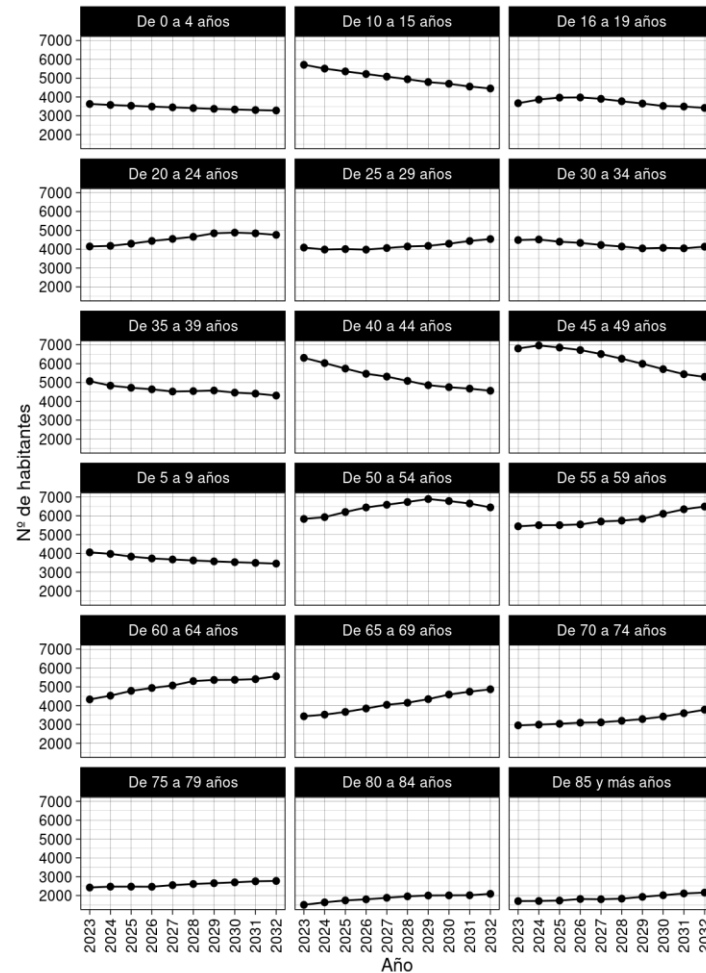 De 0 a 4 años
De 10 a 15 años
De 16 a 19 años
7000
6000
5000
4000
3000
2000
De 20 a 24 años
De 25 a 29 años
De 30 a 34 años
7000
6000
5000
4000
3000
2000
De 35 a 39 años
De 40 a 44 años
De 45 a 49 años
7000
6000
5000
4000
3000
2000
Nº de habitantes
De 5 a 9 años
De 50 a 54 años
De 55 a 59 años
7000
6000
5000
4000
3000
2000
De 60 a 64 años
De 65 a 69 años
De 70 a 74 años
7000
6000
5000
4000
3000
2000
De 75 a 79 años
De 80 a 84 años
De 85 y más años
7000
6000
5000
4000
3000
2000
2023 2024 2025 2026 2027 2028 2029 2030 2031 2032
2023 2024 2025 2026 2027 2028 2029 2030 2031 2032
2023 2024 2025 2026 2027 2028 2029 2030 2031 2032
Año